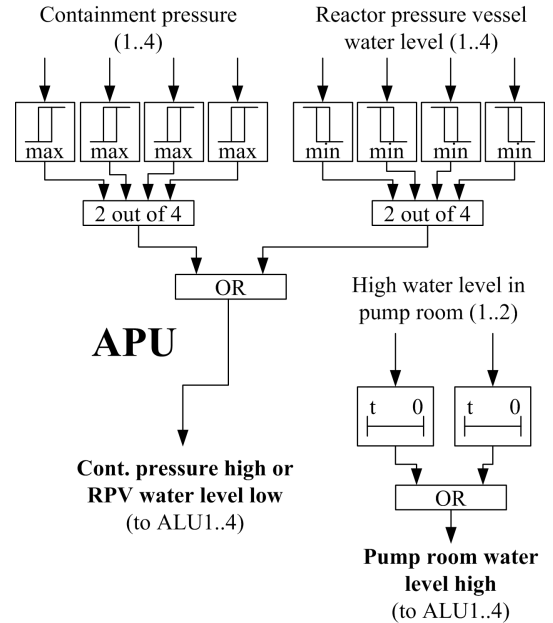 Containment pressure
(1..4)
Reactor pressure vessel
water level (1..4)
max max max max
min min min min
2 out of 4
2 out of 4
OR
High water level in
pump room (1..2)
APU
t 0
t 0
Cont. pressure high or
RPV water level low
(to ALU1..4)
OR
Pump room water
level high
(to ALU1..4)